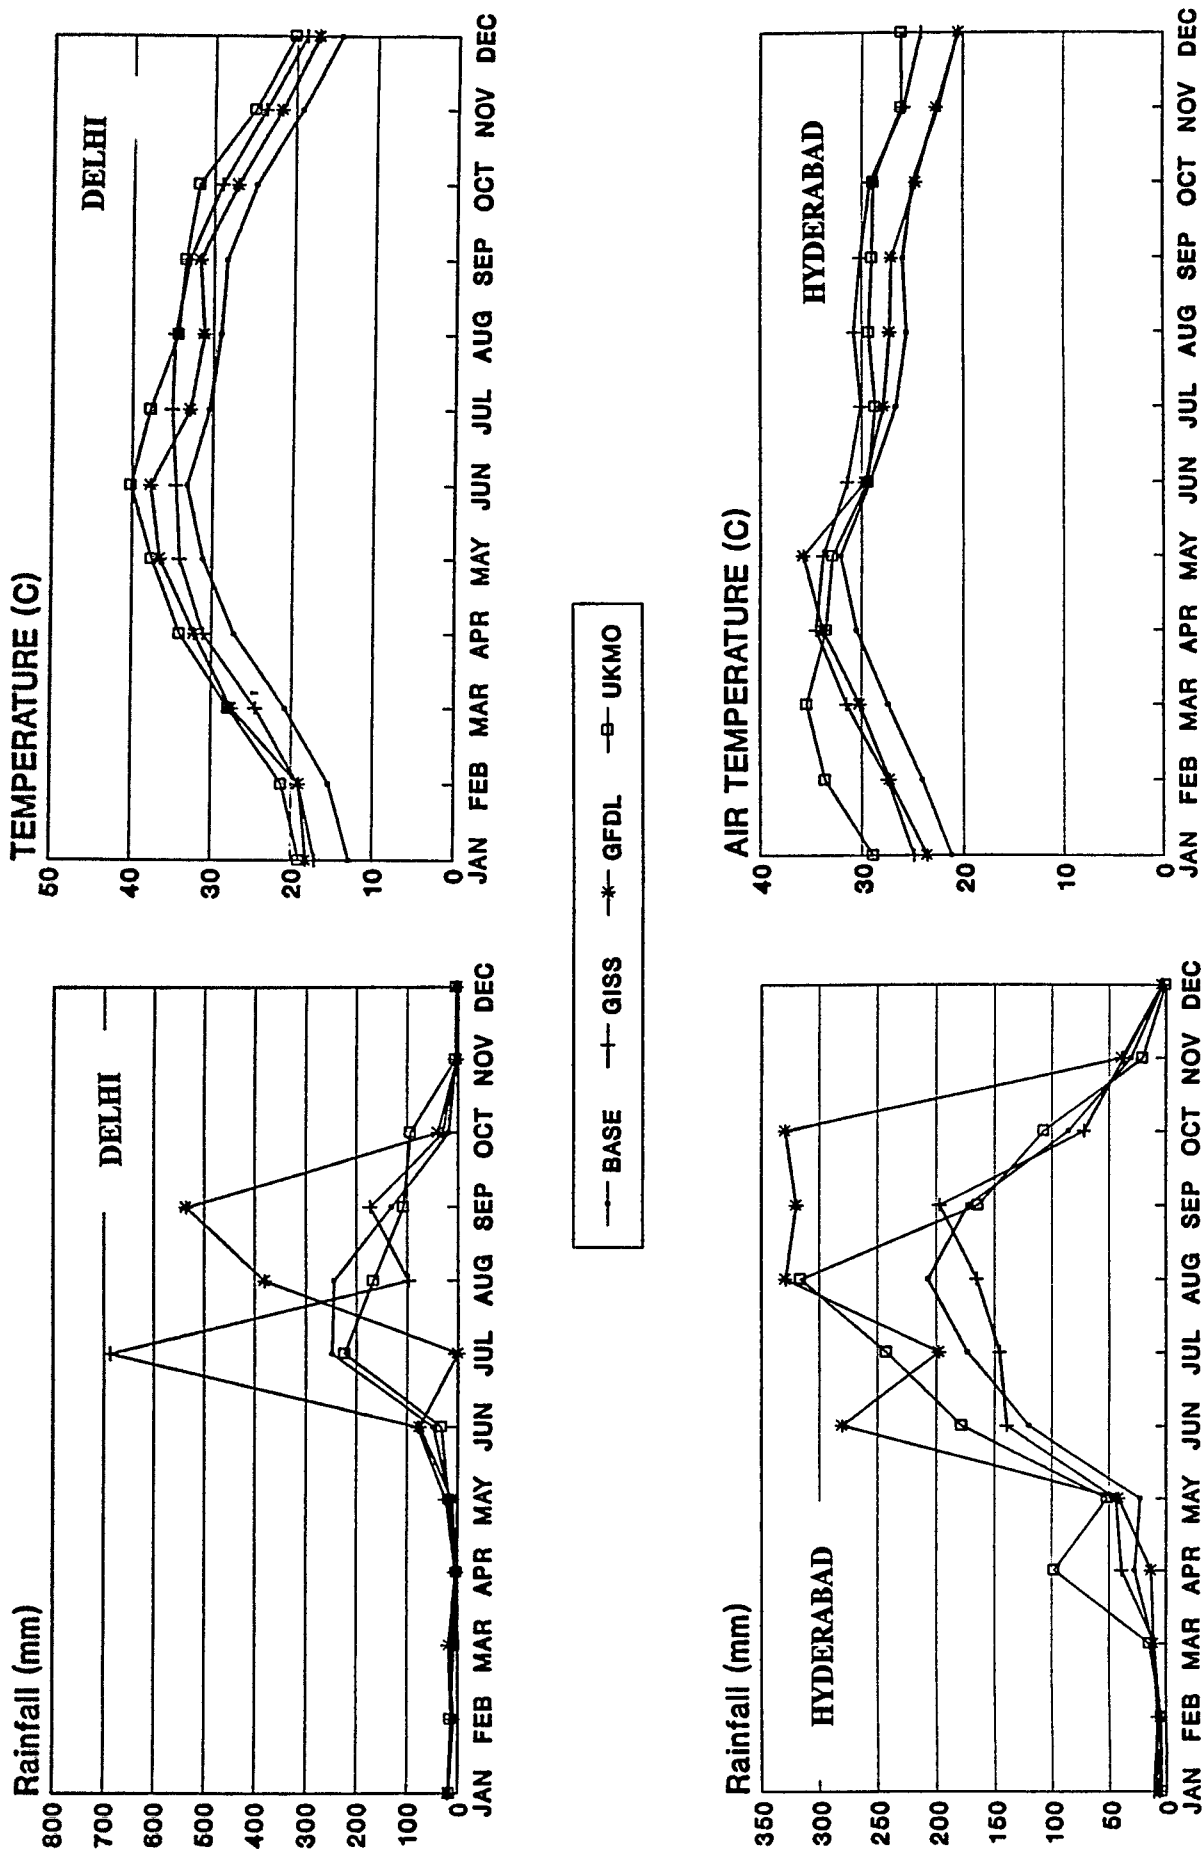 Rainfall (mm)
800
700
600
500
400
300
200
100
0
DELHI
JAN FEB MAR APR MAY JUN JUL AUG SEP OCT NOV DEC
TEMPERATURE (C)
50
40
30
20
10
0
DELHI
JAN FEB MAR APR MAY JUN JUL AUG SEP OCT NOV DEC
BASE GISS GFDL UKMO
Rainfall (mm)
350
300
250
200
150
100
50
0
HYDERABAD
JAN FEB MAR APR MAY JUN JUL AUG SEP OCT NOV DEC
AIR TEMPERATURE (C)
40
30
20
10
0
HYDERABAD
JAN FEB MAR APR MAY JUN JUL AUG SEP OCT NOV DEC